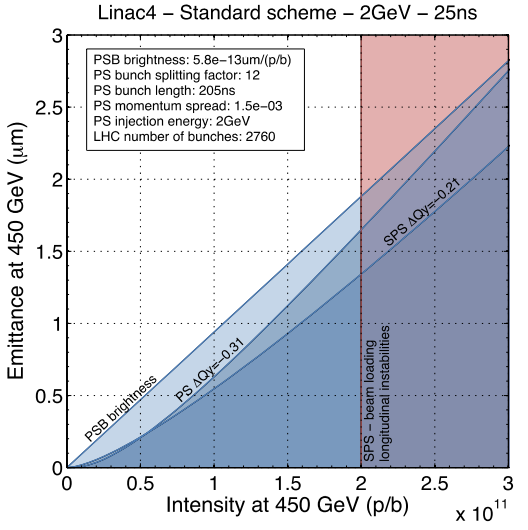 Linac4 − Standard scheme − 2GeV − 25ns
PSB brightness: 5.8e−13um/(p/b)
PS bunch splitting factor: 12
PS bunch length: 205ns
PS momentum spread: 1.5e−03
PS injection energy: 2GeV
LHC number of bunches: 2760
Emittance at 450 GeV (μm)
3
2.5
2
1.5
1
0.5
0
PSB brightness
PS ΔQy=−0.31
SPS ΔQy=−0.21
SPS − beam loading
longitudinal instabilities.
0
0.5
1
1.5
2
2.5
3
Intensity at 450 GeV (p/b)
x 10¹¹